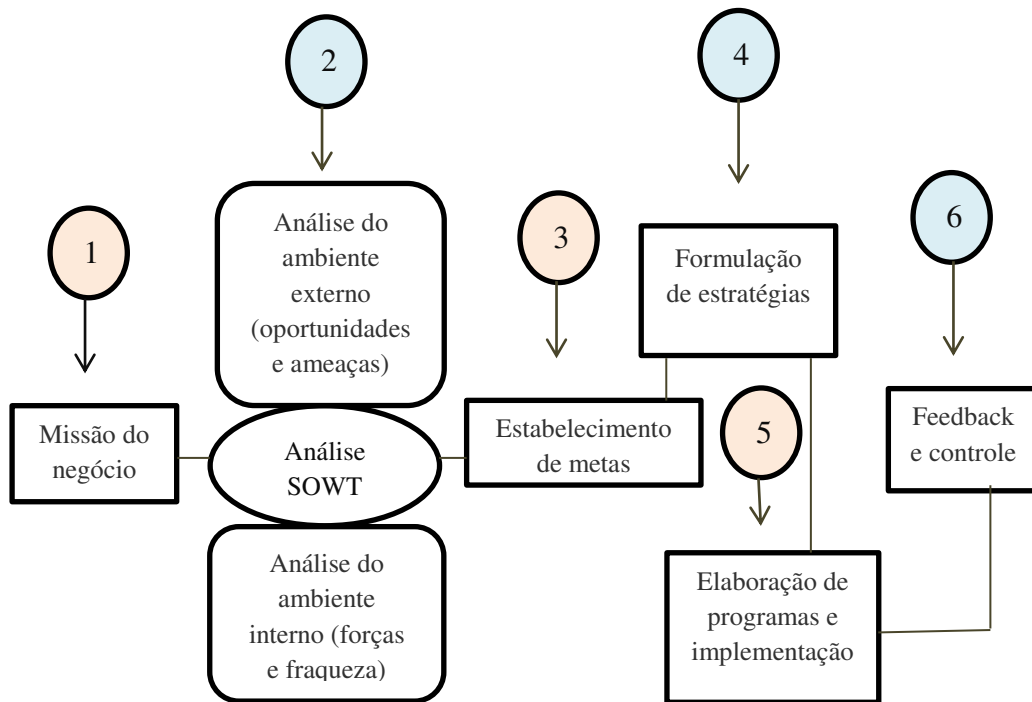 1
Missão do
negócio
2
Análise do
ambiente
externo
(oportunidades
e ameaças)
Análise
SOWT
Análise do
ambiente
interno (forças
e fraqueza)
3
Estabelecimento
de metas
4
Formulação
de estratégias
5
Elaboração de
programas e
implementação
6
Feedback
e controle